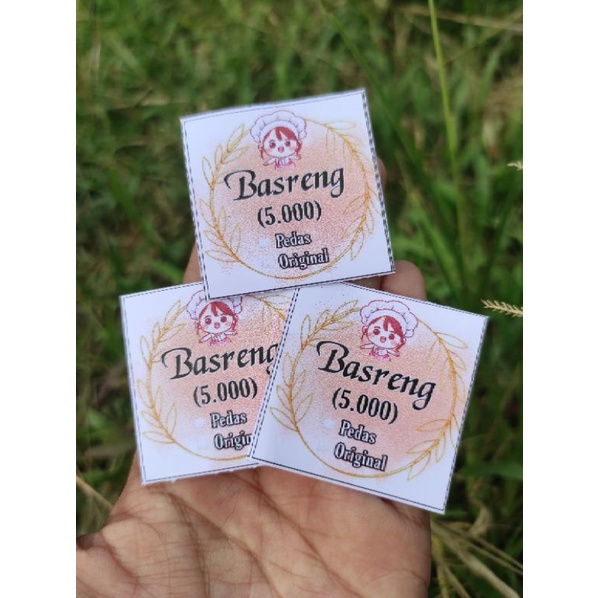 Basreng
(5.000)
Pedas
Original
Basreng
(5.000)
Pedas
Original
Basreng
(5.000)
Pedas
Original